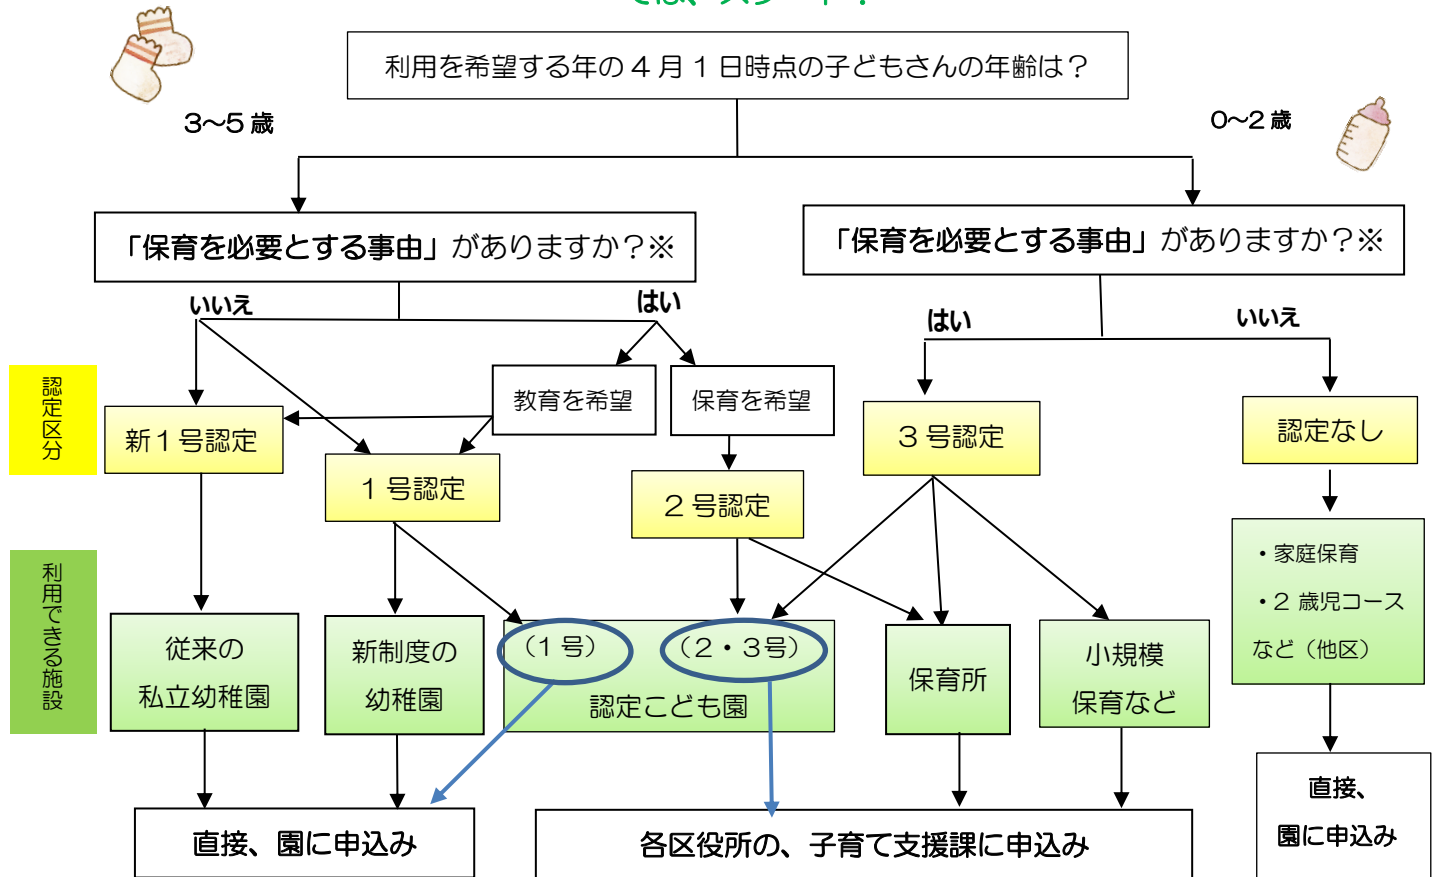 では、スタート！
利用を希望する年の4月1日時点の子どもさんの年齢は？
3～5歳
0～2歳
「保育を必要とする事由」がありますか？※
「保育を必要とする事由」がありますか？※
いいえ
はい
はい
いいえ
認定区分
教育を希望
保育を希望
新1号認定
1号認定
2号認定
3号認定
認定なし
利用できる施設
従来の
私立幼稚園
新制度の
幼稚園
（1号）
（2・3号）
認定こども園
保育所
小規模
保育など
・家庭保育
・2 歳児コース
など（他区）
直接、園に申込み
各区役所の、子育て支援課に申込み
直接、
園に申込み